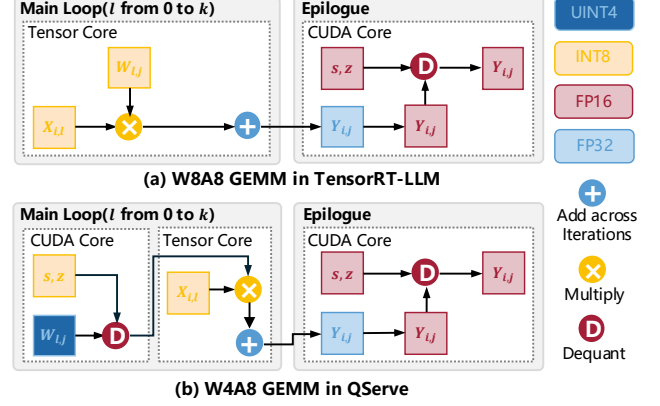 Main Loop(l from 0 to k)
Epilogue
Tensor Core
CUDA Core
W_{l,j}
s, z
D
Y_{i,j}
X_{i,l}
Y_{i,j}
Y_{i,j}
(a) W8A8 GEMM in TensorRT-LLM
Main Loop(l from 0 to k)
Epilogue
CUDA Core
Tensor Core
CUDA Core
s, z
X_{i,l}
s, z
D
Y_{i,j}
W_{l,j}
D
Y_{i,j}
Y_{i,j}
(b) W4A8 GEMM in QServe
UINT4
INT8
FP16
FP32
Add across
Iterations
Multiply
D
Dequant